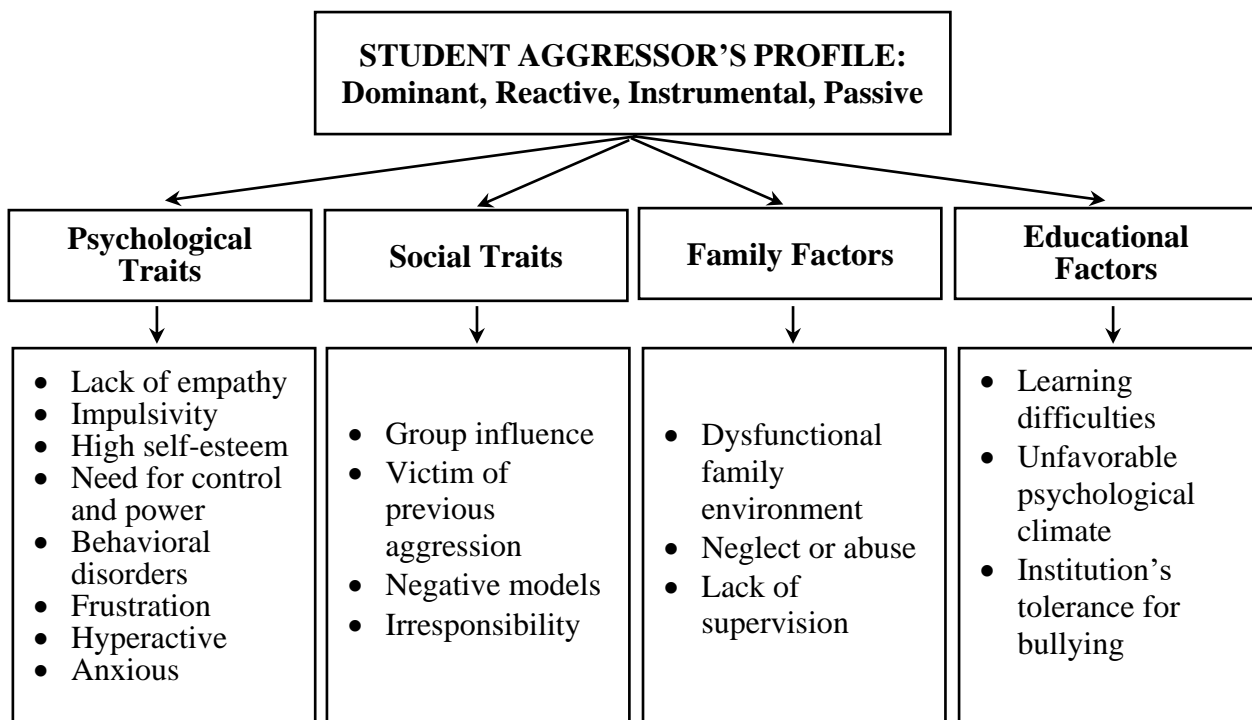 STUDENT AGGRESSOR’S PROFILE:
Dominant, Reactive, Instrumental, Passive
Psychological
Traits
Social Traits
Family Factors
Educational
Factors
• Lack of empathy
• Impulsivity
• High self-esteem
• Need for control
and power
• Behavioral
disorders
• Frustration
• Hyperactive
• Anxious
• Group influence
• Victim of
previous
aggression
• Negative models
• Irresponsibility
• Dysfunctional
family
environment
• Neglect or abuse
• Lack of
supervision
• Learning
difficulties
• Unfavorable
psychological
climate
• Institution’s
tolerance for
bullying